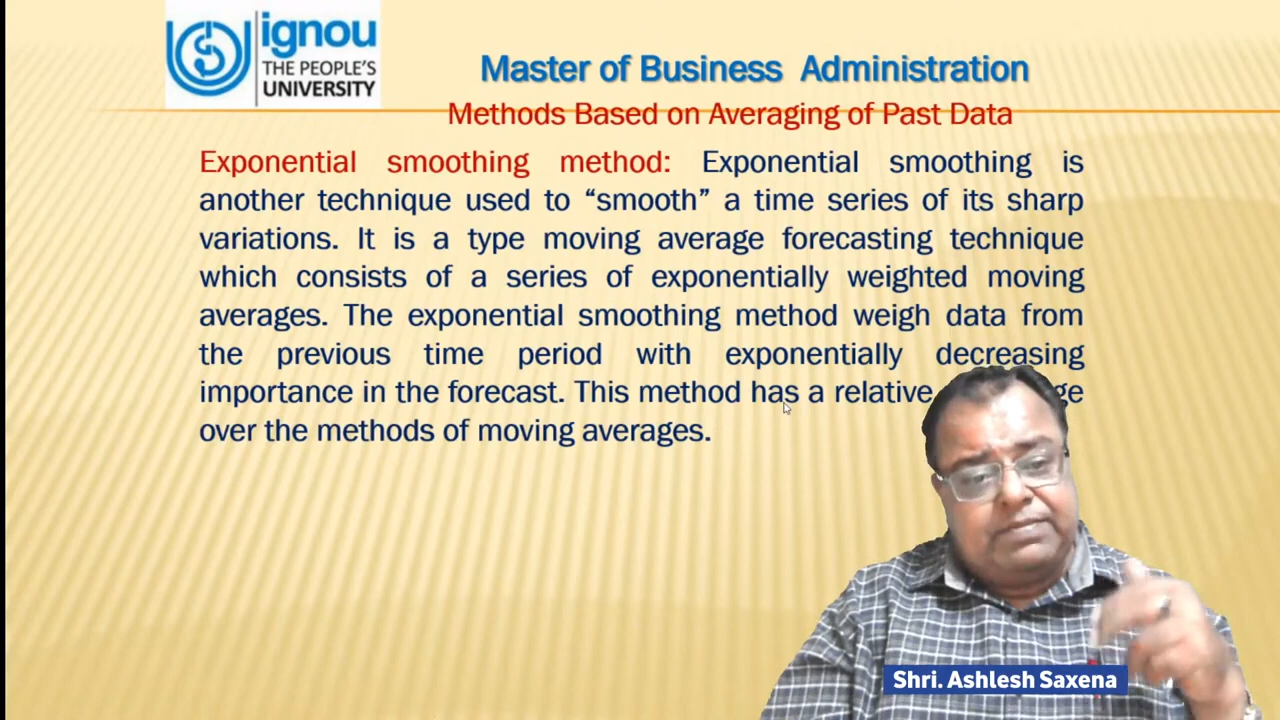 ignou
THE PEOPLE'S
UNIVERSITY
Master of Business Administration
Methods Based on Averaging of Past Data
Exponential smoothing method: Exponential smoothing is
another technique used to “smooth” a time series of its sharp
variations. It is a type moving average forecasting technique
which consists of a series of exponentially weighted moving
averages. The exponential smoothing method weigh data from
the previous time period with exponentially decreasing
importance in the forecast. This method has a relative
over the methods of moving averages.
Shri. Ashlesh Saxena